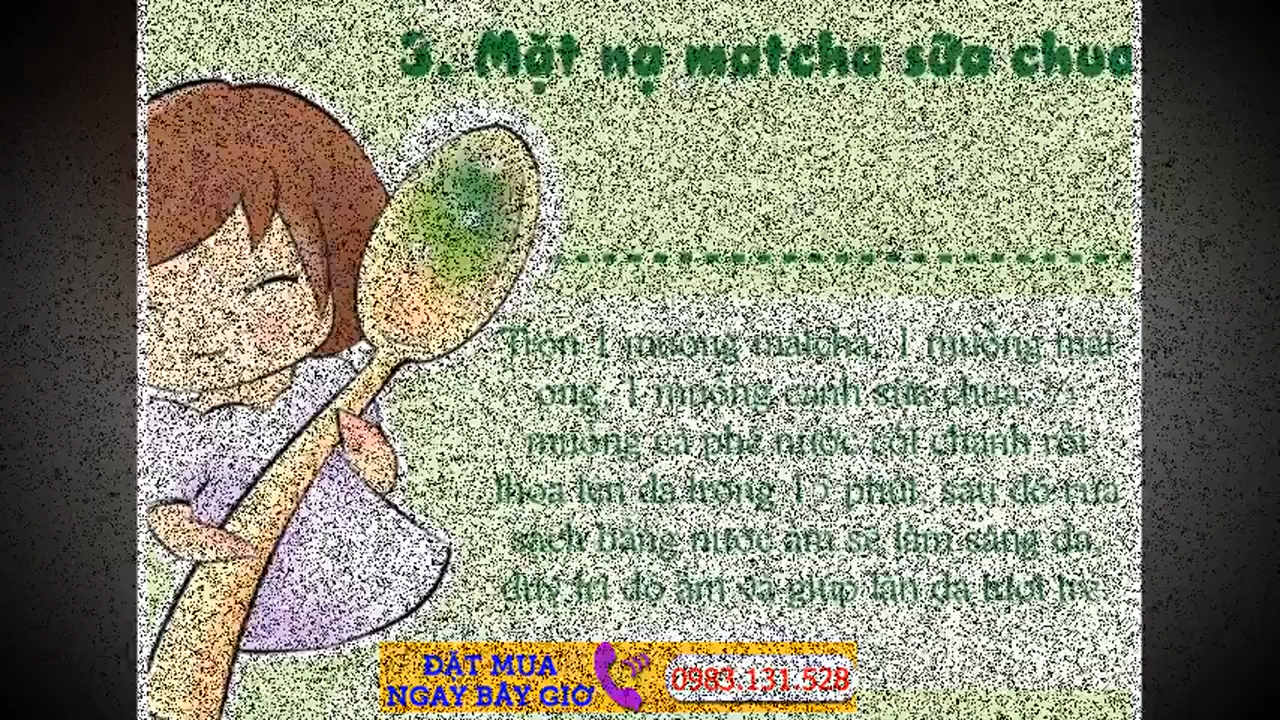 3. Mặt nạ matcha sữa chua
Trộn 1 muỗng matcha, 1 muỗng mật
ong, 1 muỗng canh sữa chua, ½
muỗng cà phê nước cốt chanh rồi
thoa lên da trong 15 phút, sau đó rửa
sạch bằng nước ấm sẽ làm sáng da,
duy trì độ ẩm và giúp làn da tươi trẻ.
ĐẶT MUA
NGAY BÂY GIỜ
0983.131.528